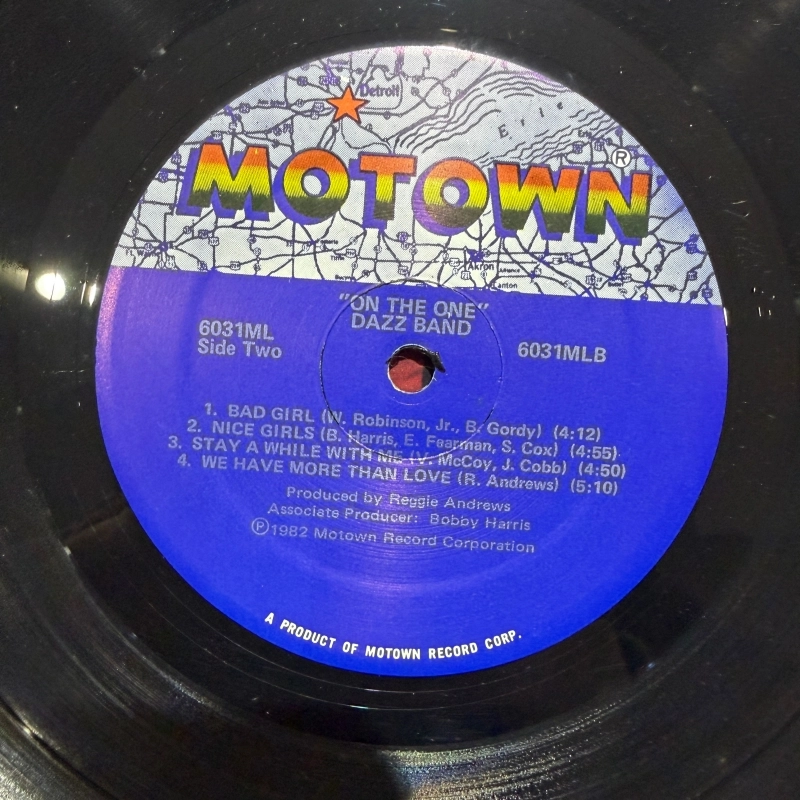 Detroit
Erie
MOTOWN®
Akron
"ON THE ONE"
DAZZ BAND
6031ML
Side Two
6031MLB
1. BAD GIRL (W. Robinson, Jr., B. Gordy) (4:12)
2. NICE GIRLS (B. Harris, E. Fearman, S. Cox) (4:55)
3. STAY A WHILE WITH ME (V. McCoy, J. Cobb) (4:50)
4. WE HAVE MORE THAN LOVE (R. Andrews) (5:10)
Produced by Reggie Andrews
Associate Producer: Bobby Harris
℗1982 Motown Record Corporation
A PRODUCT OF MOTOWN RECORD CORP.